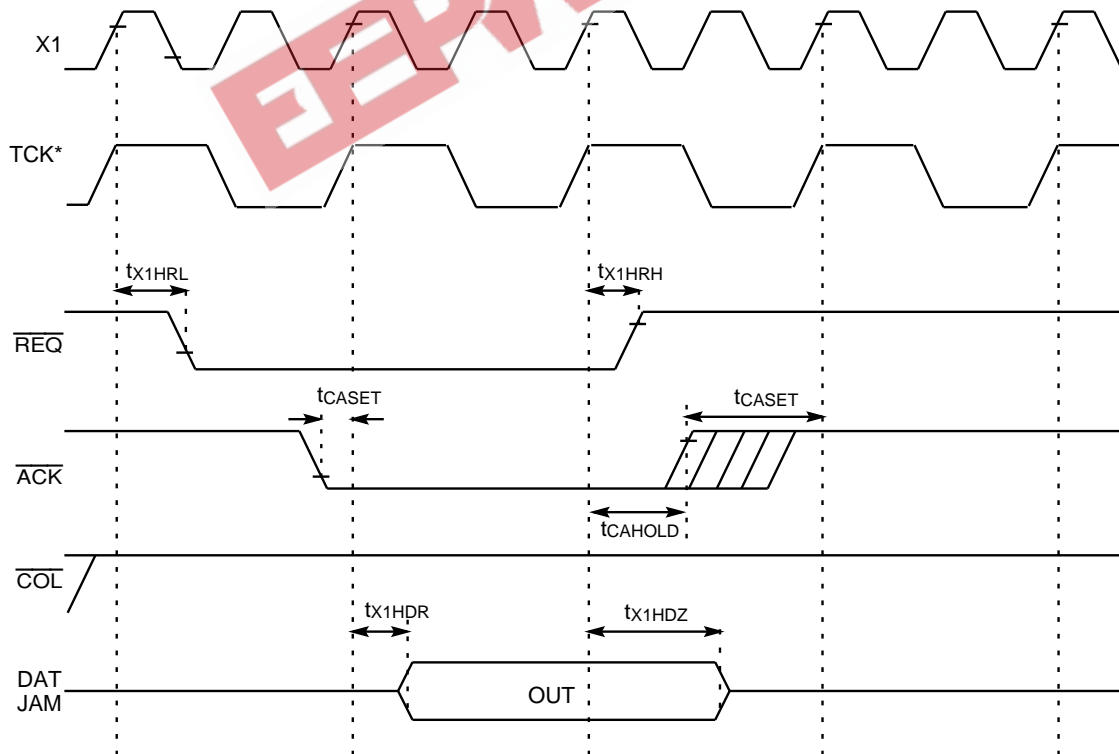 X1
TCK*
tX1HRL
tX1HRH
REQ
tCASET
tCASET
ACK
tCAHOLD
COL
tX1HDR
tX1HDZ
DAT
JAM
OUT